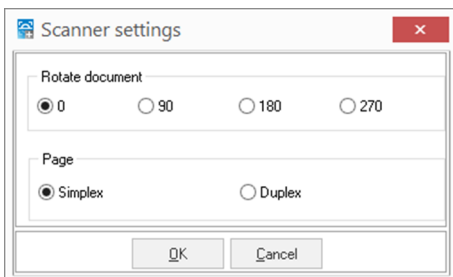 Scanner settings
Rotate document
0 90 180 270
Page
Simplex Duplex
OK Cancel